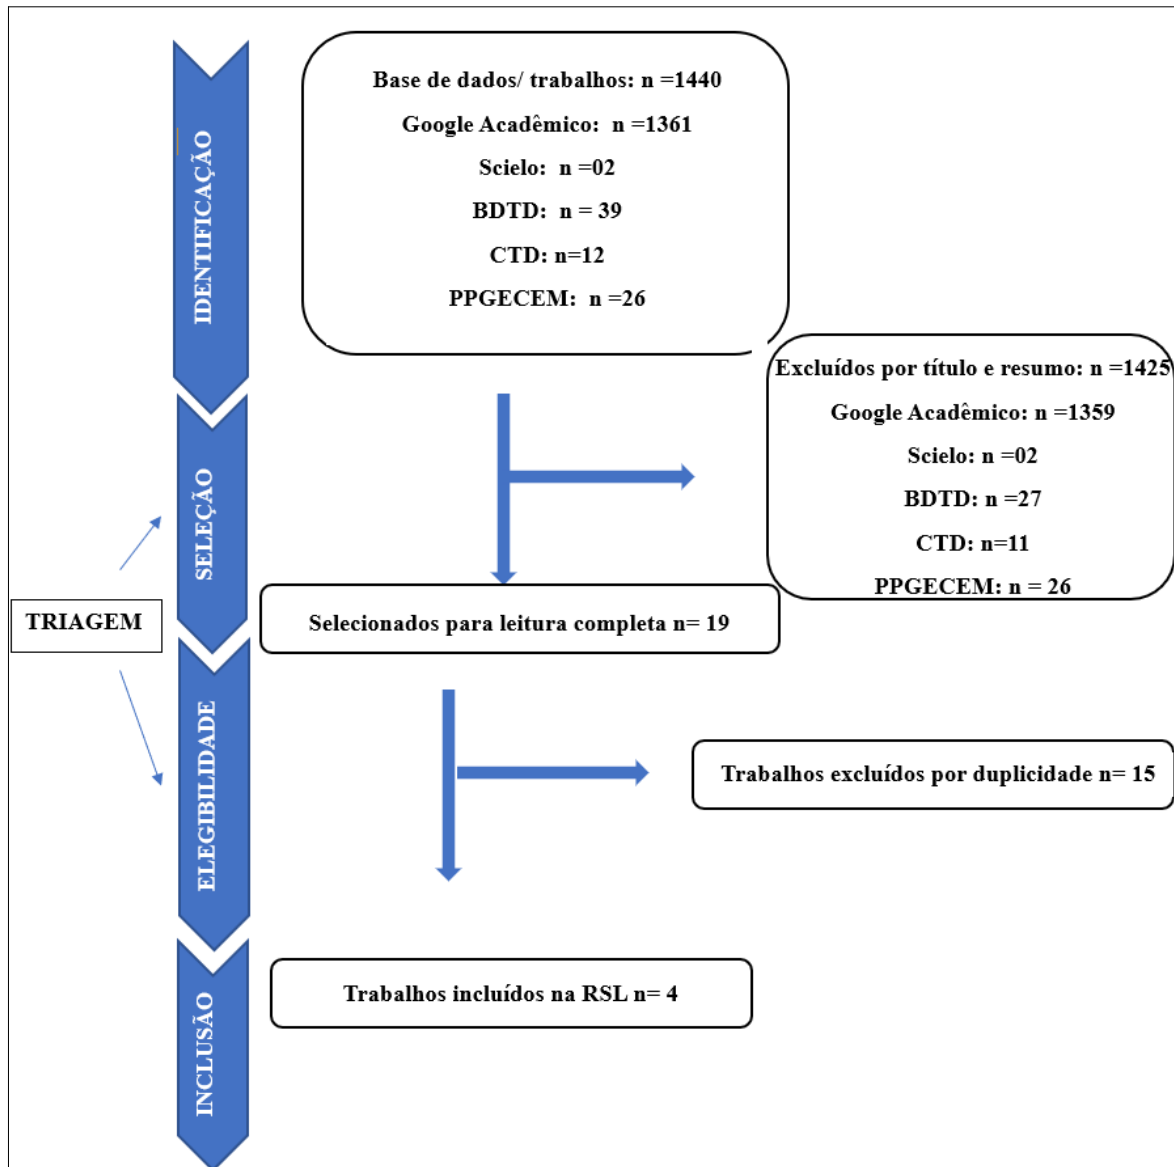 IDENTIFICAÇÃO
Base de dados/ trabalhos: n =1440
Google Acadêmico: n =1361
Scielo: n =02
BDTD: n = 39
CTD: n=12
PPGECEM: n =26
Excluídos por título e resumo: n =1425
Google Acadêmico: n =1359
Scielo: n =02
BDTD: n =27
CTD: n=11
PPGECEM: n = 26
SELEÇÃO
TRIAGEM
Selecionados para leitura completa n= 19
ELEGIBILIDADE
Trabalhos excluídos por duplicidade n= 15
INCLUSÃO
Trabalhos incluídos na RSL n= 4